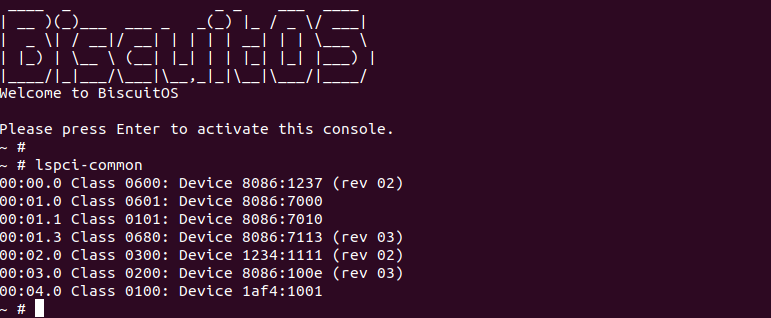 BiscuitOS
Welcome to BiscuitOS
Please press Enter to activate this console.
~ #
~ # lspci-common
00:00.0 Class 0600: Device 8086:1237 (rev 02)
00:01.0 Class 0601: Device 8086:7000
00:01.1 Class 0101: Device 8086:7010
00:01.3 Class 0680: Device 8086:7113 (rev 03)
00:02.0 Class 0300: Device 1234:1111 (rev 02)
00:03.0 Class 0200: Device 8086:100e (rev 03)
00:04.0 Class 0100: Device 1af4:1001
~ #